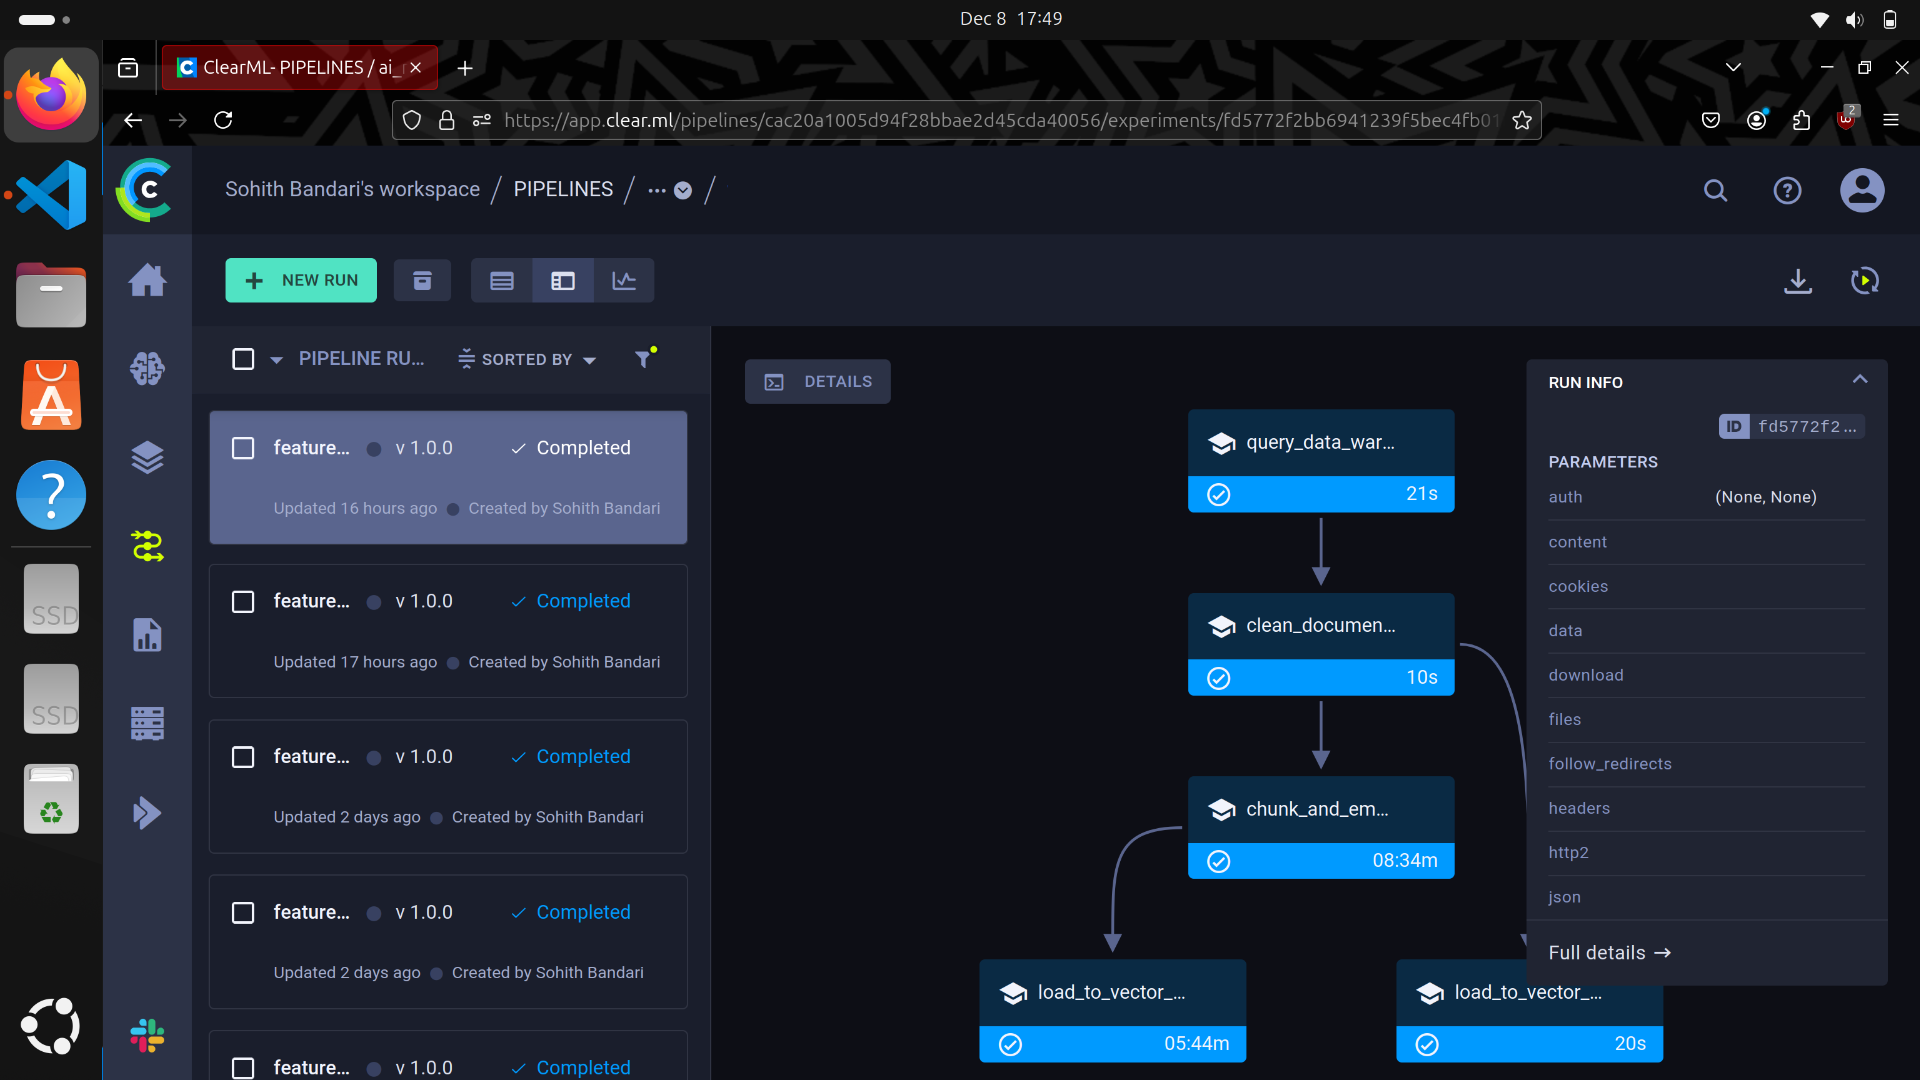 Dec 8 17:49
ClearML- PIPELINES / ai_
https://app.clear.ml/pipelines/cac20a1005d94f28bbae2d45cda40056/experiments/fd5772f2bb6941239f5bec4fb01
2
Sohith Bandari's workspace / PIPELINES / ... /
NEW RUN
PIPELINE RU...
SORTED BY
feature... v 1.0.0 Completed
Updated 16 hours ago Created by Sohith Bandari
feature... v 1.0.0 Completed
Updated 17 hours ago Created by Sohith Bandari
feature... v 1.0.0 Completed
Updated 2 days ago Created by Sohith Bandari
feature... v 1.0.0 Completed
Updated 2 days ago Created by Sohith Bandari
feature... v 1.0.0 Completed
DETAILS
query_data_war...
21s
clean_documen...
10s
chunk_and_em...
08:34m
load_to_vector_...
05:44m
load_to_vector_...
20s
RUN INFO
ID fd5772f2...
PARAMETERS
auth (None, None)
content
cookies
data
download
files
follow_redirects
headers
http2
json
Full details →
SSD
SSD